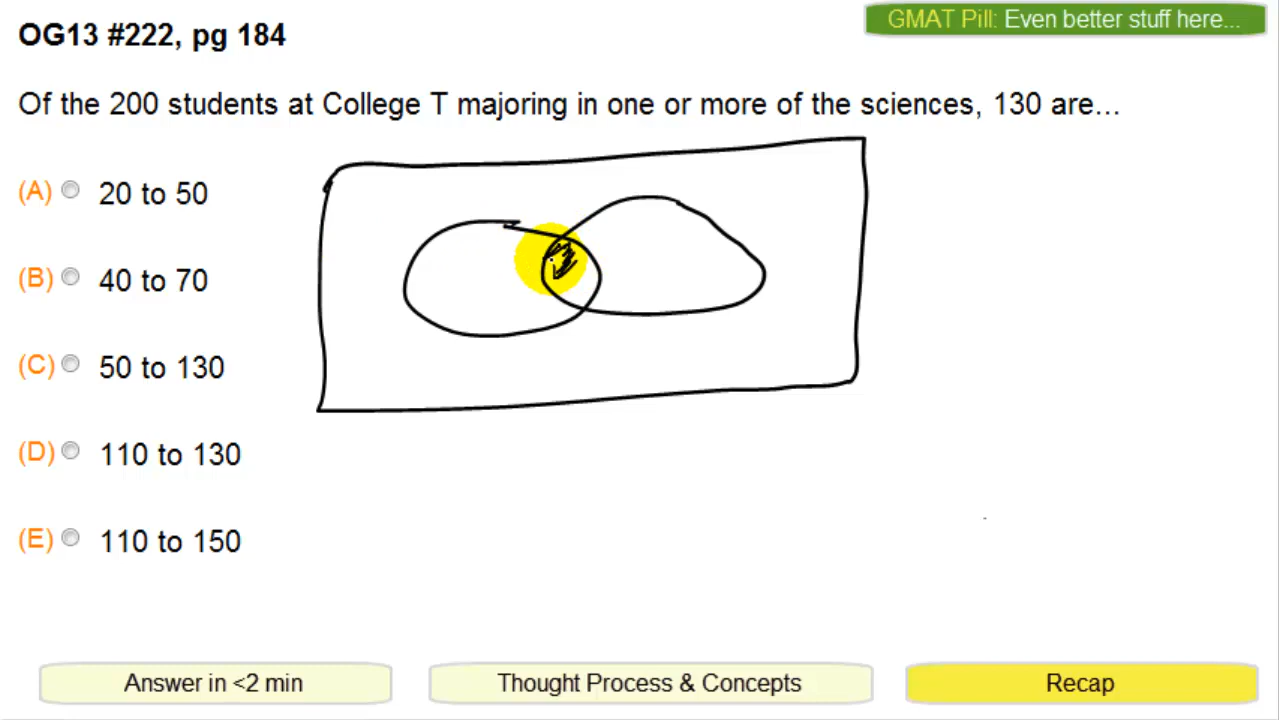 OG13 #222, pg 184
GMAT Pill: Even better stuff here...
Of the 200 students at College T majoring in one or more of the sciences, 130 are...
(A) 20 to 50
(B) 40 to 70
(C) 50 to 130
(D) 110 to 130
(E) 110 to 150
Answer in <2 min
Thought Process & Concepts
Recap